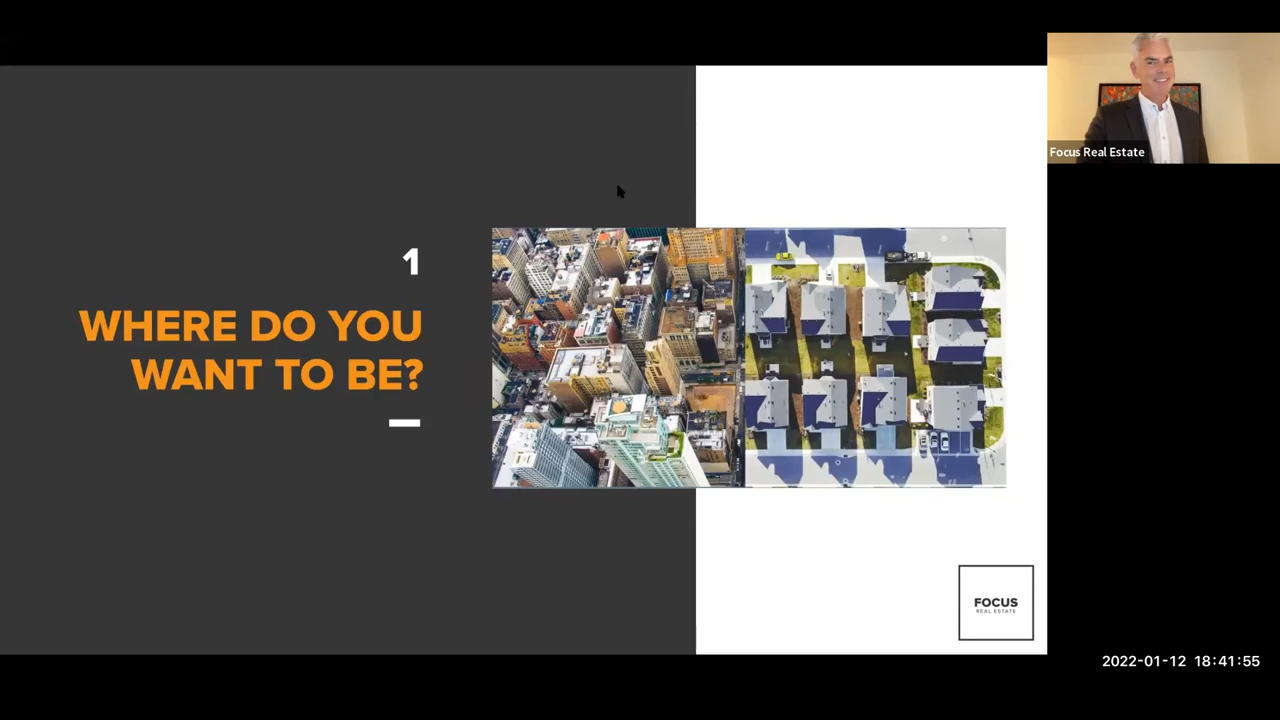 1
WHERE DO YOU
WANT TO BE?
Focus Real Estate
FOCUS
REAL ESTATE
2022-01-12 18:41:55